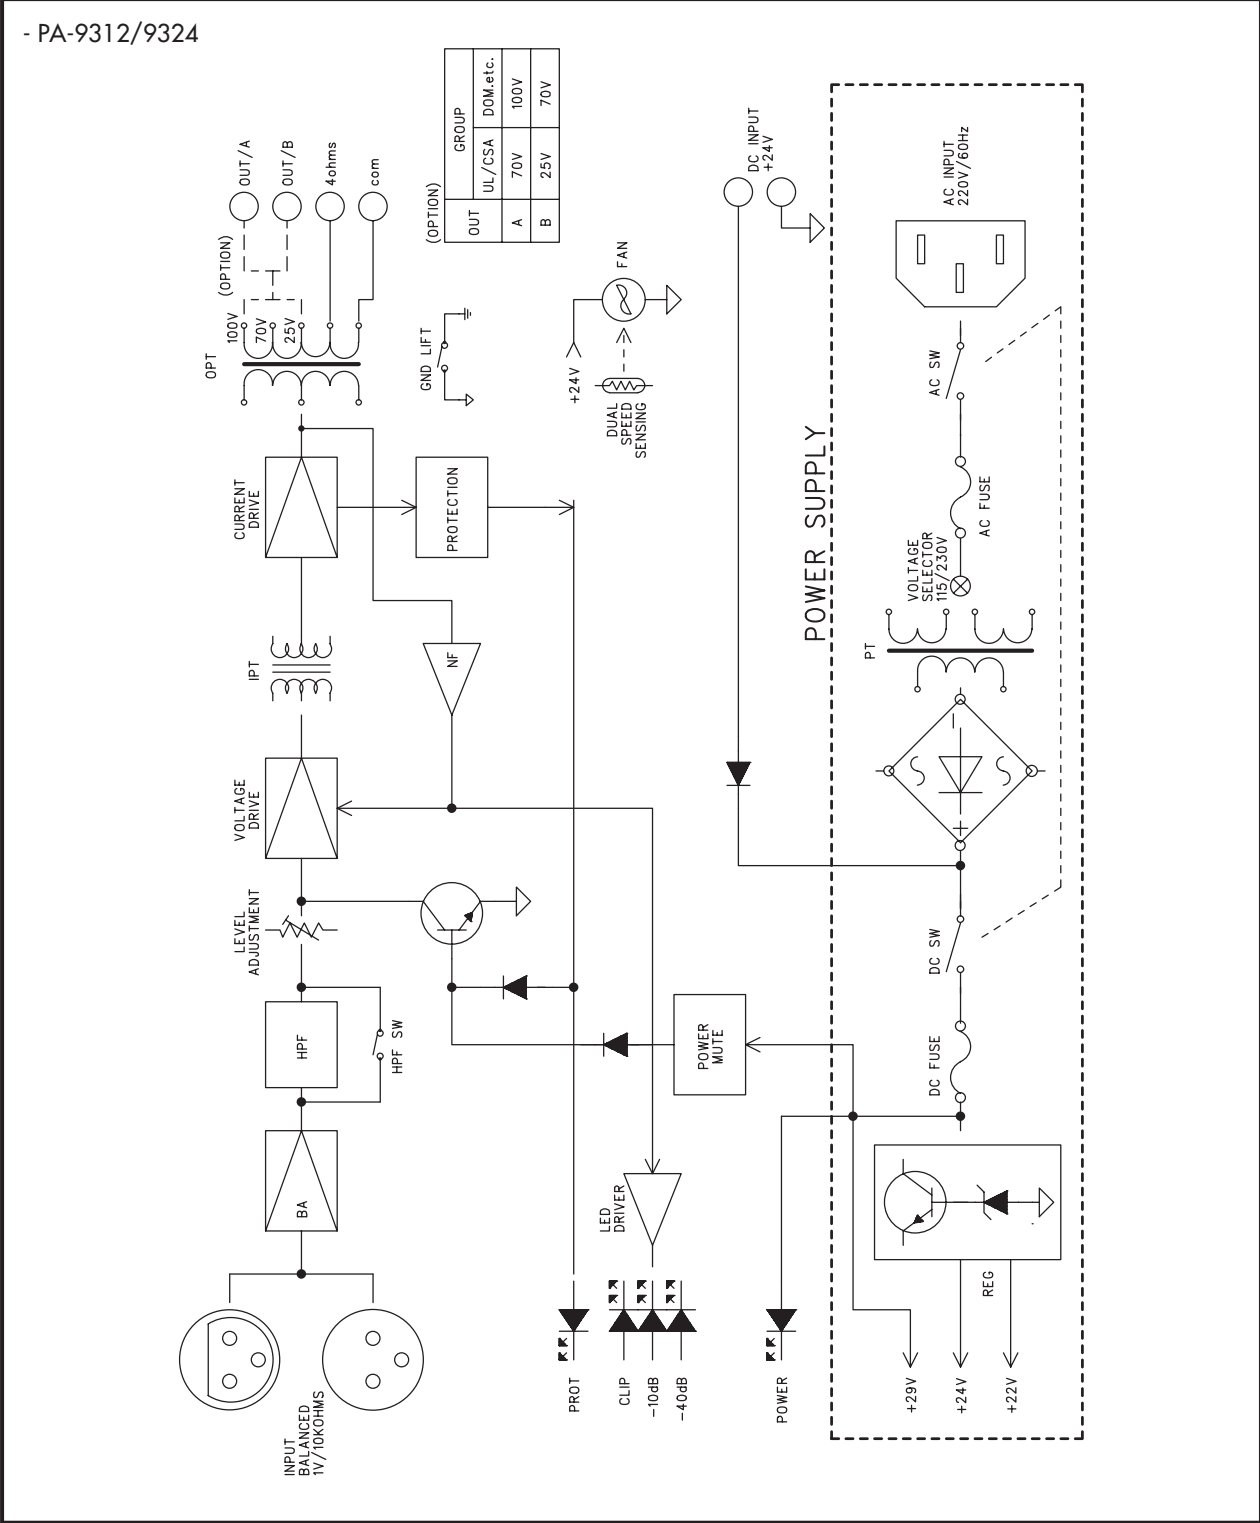 - PA-9312/9324
INPUT
BALANCED
1V/10KOHMS
BA
HPF
HPF SW
LEVEL
ADJUSTMENT
VOLTAGE
DRIVE
IPT
CURRENT
DRIVE
OPT
100V
70V
25V
(OPTION)
OUT/A
OUT/B
4ohms
com
NF
PROTECTION
GND LIFT
(OPTION)
OUT
GROUP
UL/CSA
DOM.etc.
A
70V
100V
B
25V
70V
+24V
FAN
DUAL
SPEED
SENSING
PROT
CLIP
-10dB
-40dB
LED
DRIVER
POWER
MUTE
POWER
DC INPUT
+24V
POWER SUPPLY
+29V
+24V
+22V
REG
DC FUSE
DC SW
PT
VOLTAGE
SELECTOR
115/230V
AC FUSE
AC SW
AC INPUT
220V/60Hz